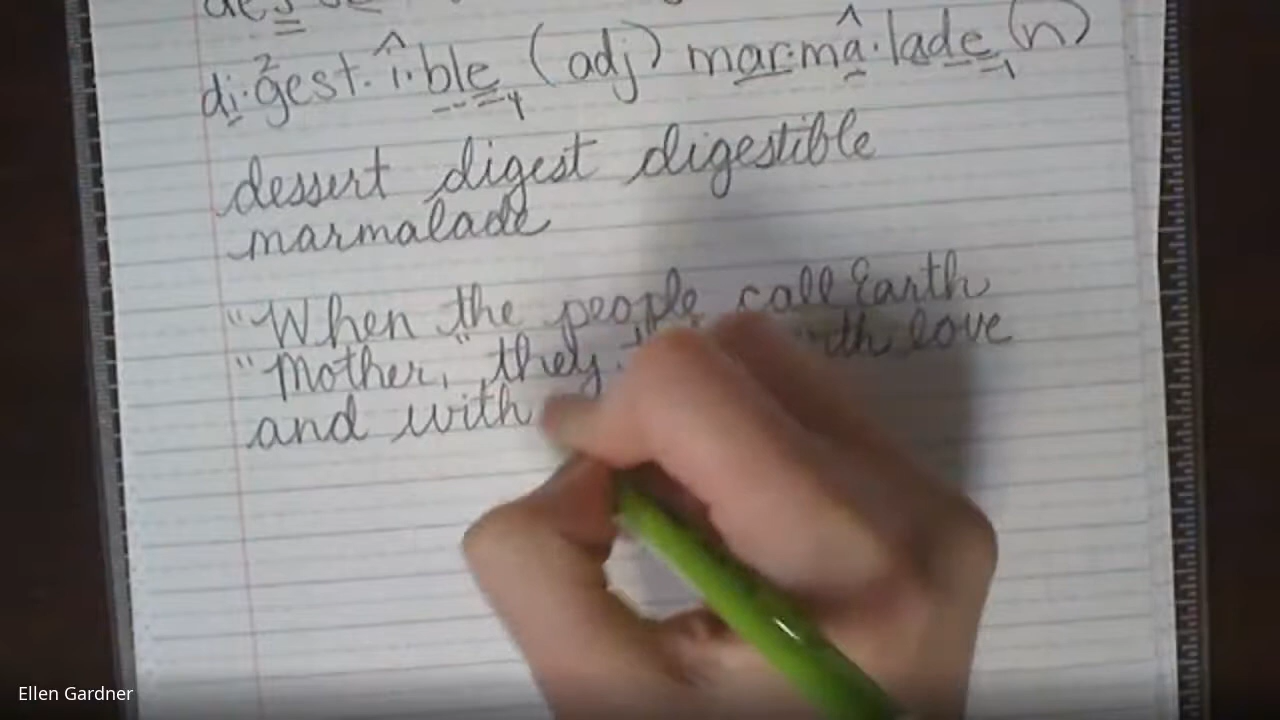 di·gest·i·ble (adj) mar·ma·lade (n)
dessert digest digestible
marmalade
"When the people call Earth
"Mother," they love
and with
Ellen Gardner